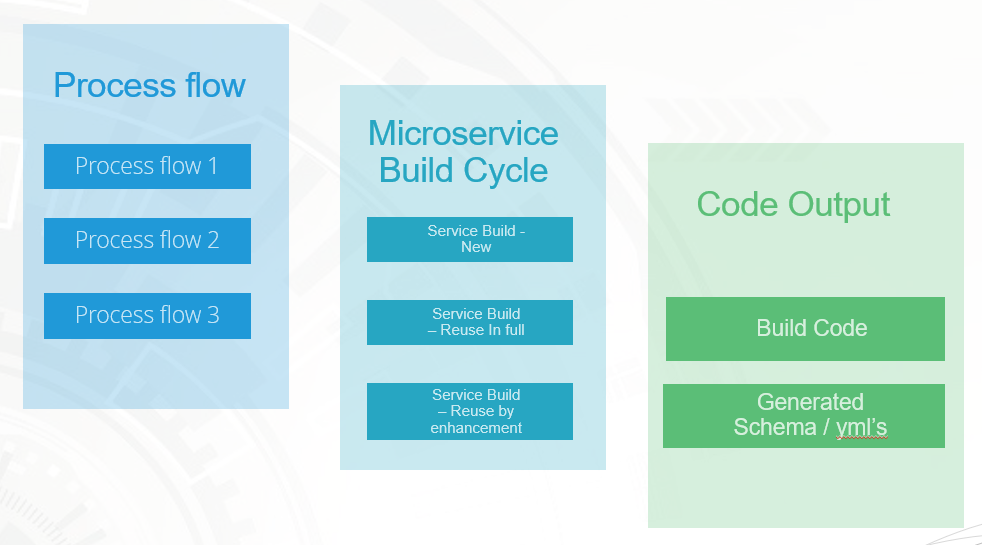 Process flow
Process flow 1
Process flow 2
Process flow 3
Microservice
Build Cycle
Service Build -
New
Service Build
– Reuse In full
Service Build
– Reuse by
enhancement
Code Output
Build Code
Generated
Schema / yml’s